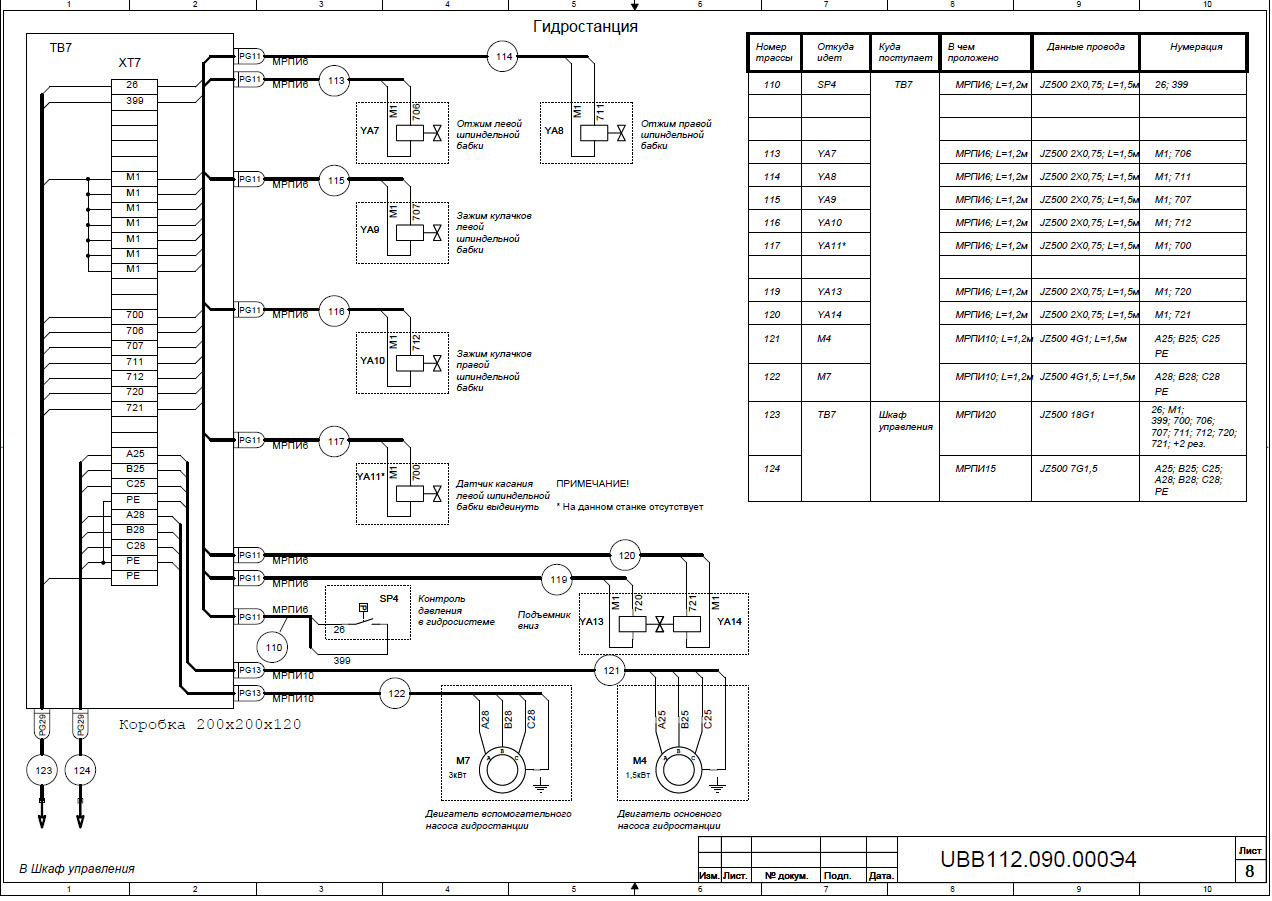 1 2 3 4 5 6 7 8 9 10
Гидростанция
TB7
XT7
26
399
M1
M1
M1
M1
M1
M1
M1
700
706
707
711
712
720
721
A25
B25
C25
PE
A28
B28
C28
PE
PE
PG11
МРПИ6
114
PG11
МРПИ6
113
M1
706
YA7
Отжим левой
шпиндельной
бабки
M1
711
YA8
Отжим правой
шпиндельной
бабки
PG11
МРПИ6
115
M1
707
YA9
Зажим кулачков
левой
шпиндельной
бабки
PG11
МРПИ6
116
M1
712
YA10
Зажим кулачков
правой
шпиндельной
бабки
PG11
МРПИ6
117
M1
700
YA11*
Датчик касания
левой шпиндельной
бабки выдвинуть
ПРИМЕЧАНИЕ!
* На данном станке отсутствует
PG11
МРПИ6
120
PG11
МРПИ6
119
M1
720
721
M1
YA13
YA14
Подъемник
вниз
PG11
МРПИ6
110
SP4
P
26
399
Контроль
давления
в гидросистеме
PG13
МРПИ10
121
PG13
МРПИ10
122
A28
B28
C28
M7
3кВт
A
B
C
Двигатель вспомогательного
насоса гидростанции
A25
B25
C25
M4
1,5кВт
A
B
C
Двигатель основного
насоса гидростанции
PG29
PG29
Коробка 200x200x120
123
124
В Шкаф управления
Номер трассы Откуда идет Куда поступает В чем проложено Данные провода Нумерация
110 SP4 TB7 МРПИ6; L=1,2м JZ500 2X0,75; L=1,5м 26; 399
113 YA7 МРПИ6; L=1,2м JZ500 2X0,75; L=1,5м M1; 706
114 YA8 МРПИ6; L=1,2м JZ500 2X0,75; L=1,5м M1; 711
115 YA9 МРПИ6; L=1,2м JZ500 2X0,75; L=1,5м M1; 707
116 YA10 МРПИ6; L=1,2м JZ500 2X0,75; L=1,5м M1; 712
117 YA11* МРПИ6; L=1,2м JZ500 2X0,75; L=1,5м M1; 700
119 YA13 МРПИ6; L=1,2м JZ500 2X0,75; L=1,5м M1; 720
120 YA14 МРПИ6; L=1,2м JZ500 2X0,75; L=1,5м M1; 721
121 M4 МРПИ10; L=1,2м JZ500 4G1; L=1,5м A25; B25; C25
PE
122 M7 МРПИ10; L=1,2м JZ500 4G1,5; L=1,5м A28; B28; C28
PE
123 TB7 Шкаф управления МРПИ20 JZ500 18G1 26; M1;
399; 700; 706;
707; 711; 712; 720;
721; +2 рез.
124 МРПИ15 JZ500 7G1,5 A25; B25; C25;
A28; B28; C28;
PE
Изм. Лист. № докум. Подп. Дата.
UBB112.090.000Э4
Лист
8
1 2 3 4 5 6 7 8 9 10